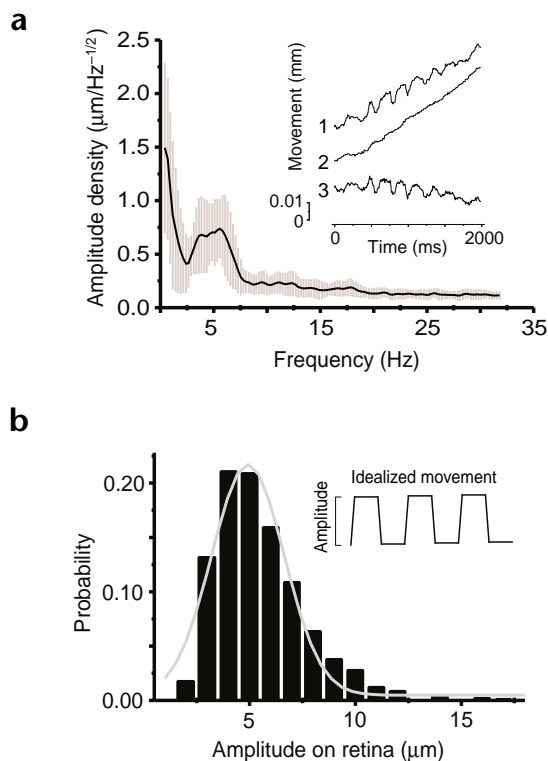 a
Amplitude density (μm/Hz–1/2)
2.5
2.0
1.5
1.0
0.5
0.0
5
15
25
35
Frequency (Hz)
Movement (mm)
1
2
3
0.01
0
0
2000
Time (ms)
b
Probability
0.20
0.10
0.00
5
10
15
Amplitude on retina (μm)
Idealized movement
Amplitude